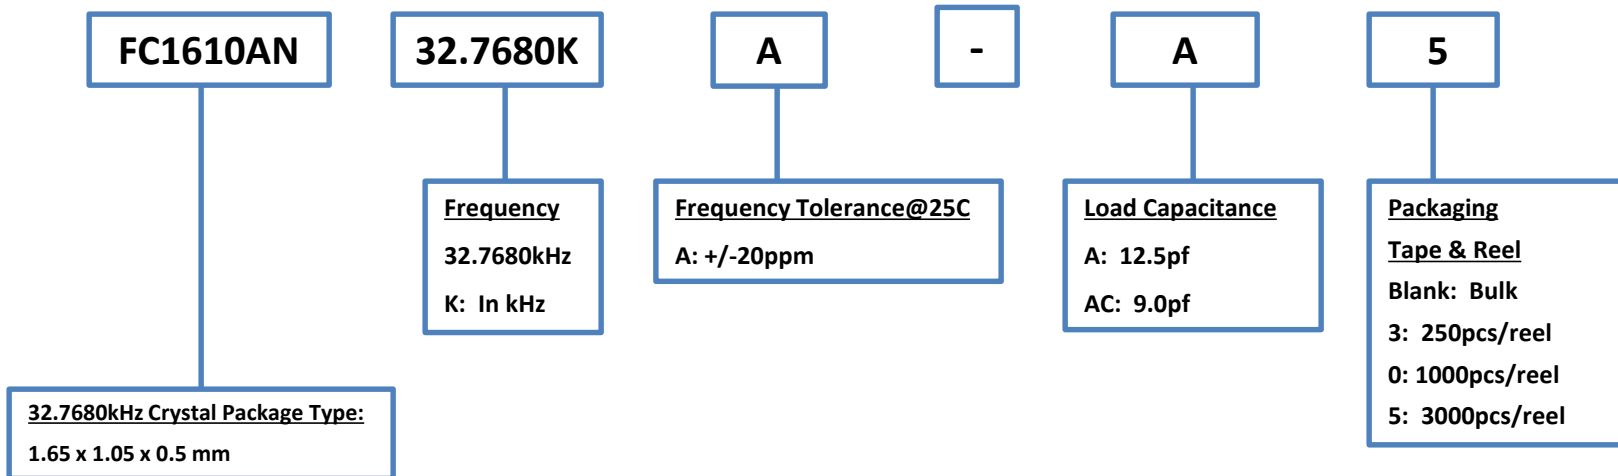 FC1610AN 32.7680K A - A 5
Frequency
32.7680kHz
K: In kHz
Frequency Tolerance@25C
A: +/-20ppm
Load Capacitance
A: 12.5pf
AC: 9.0pf
Packaging
Tape & Reel
Blank: Bulk
3: 250pcs/reel
0: 1000pcs/reel
5: 3000pcs/reel
32.7680kHz Crystal Package Type:
1.65 x 1.05 x 0.5 mm